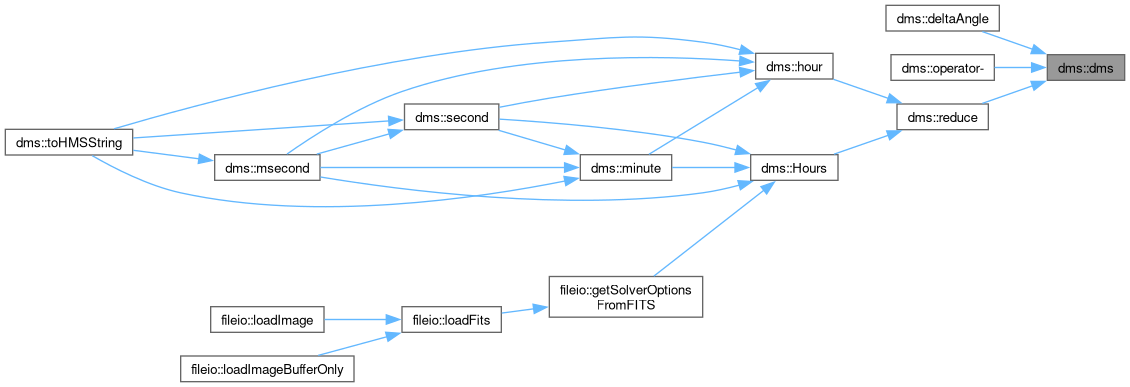 dms::deltaAngle
dms::hour
dms::operator-
dms::dms
dms::second
dms::reduce
dms::toHMSString
dms::msecond
dms::minute
dms::Hours
fileio::getSolverOptions
FromFITS
fileio::loadImage
fileio::loadFits
fileio::loadImageBufferOnly